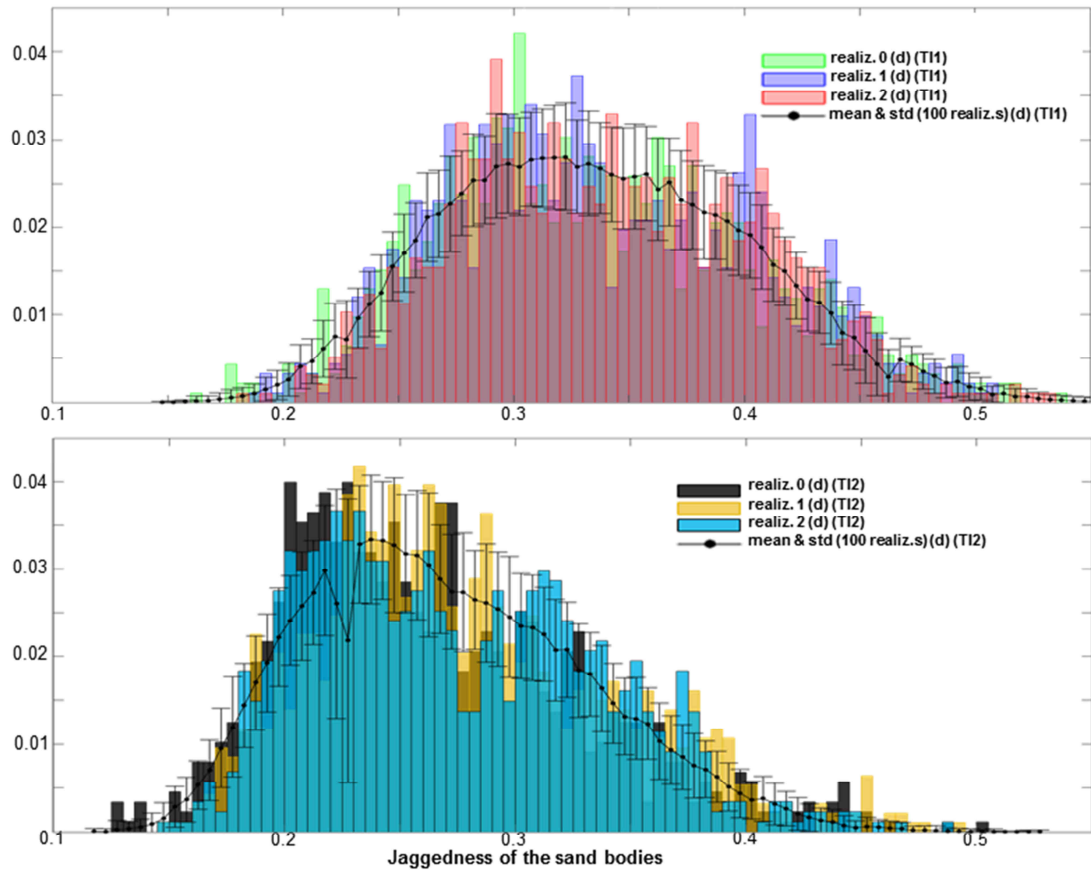 0.04
0.03
0.02
0.01
realiz. 0 (d) (TI1)
realiz. 1 (d) (TI1)
realiz. 2 (d) (TI1)
mean & std (100 realiz.s)(d) (TI1)
0.1 0.2 0.3 0.4 0.5
0.04
0.03
0.02
0.01
0
realiz. 0 (d) (TI2)
realiz. 1 (d) (TI2)
realiz. 2 (d) (TI2)
mean & std (100 realiz.s)(d) (TI2)
0.1 0.2 0.3 0.4 0.5
Jaggedness of the sand bodies